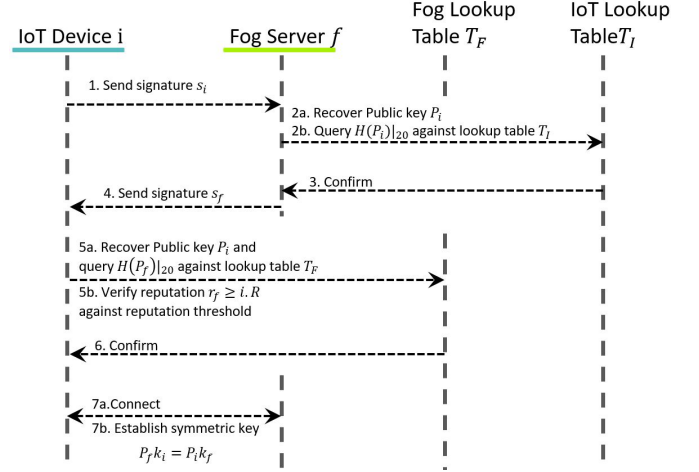 IoT Device i
Fog Server f
Fog Lookup
Table T_F
IoT Lookup
TableT_I
1. Send signature s_i
2a. Recover Public key P_i
2b. Query H(P_i)|_20 against lookup table T_I
3. Confirm
4. Send signature s_f
5a. Recover Public key P_i and
query H(P_f)|_20 against lookup table T_F
5b. Verify reputation r_f ≥ i.R
against reputation threshold
6. Confirm
7a.Connect
7b. Establish symmetric key
P_f k_i = P_i k_f